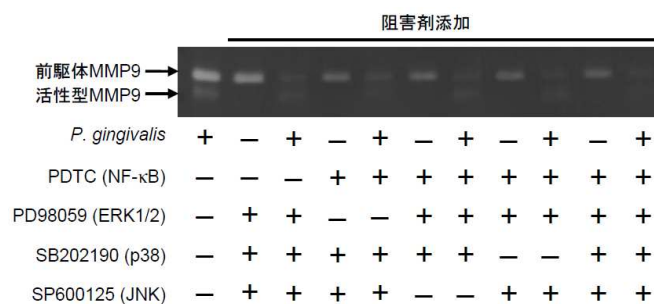 阻害剤添加
前駆体MMP9
活性型MMP9
P. gingivalis + – + – + – + – + – +
PDTC (NF-κB) – – – + + + + + + + +
PD98059 (ERK1/2) – + + – – + + + + + +
SB202190 (p38) – + + + + + + – – + +
SP600125 (JNK) – + + + + – – + + + +